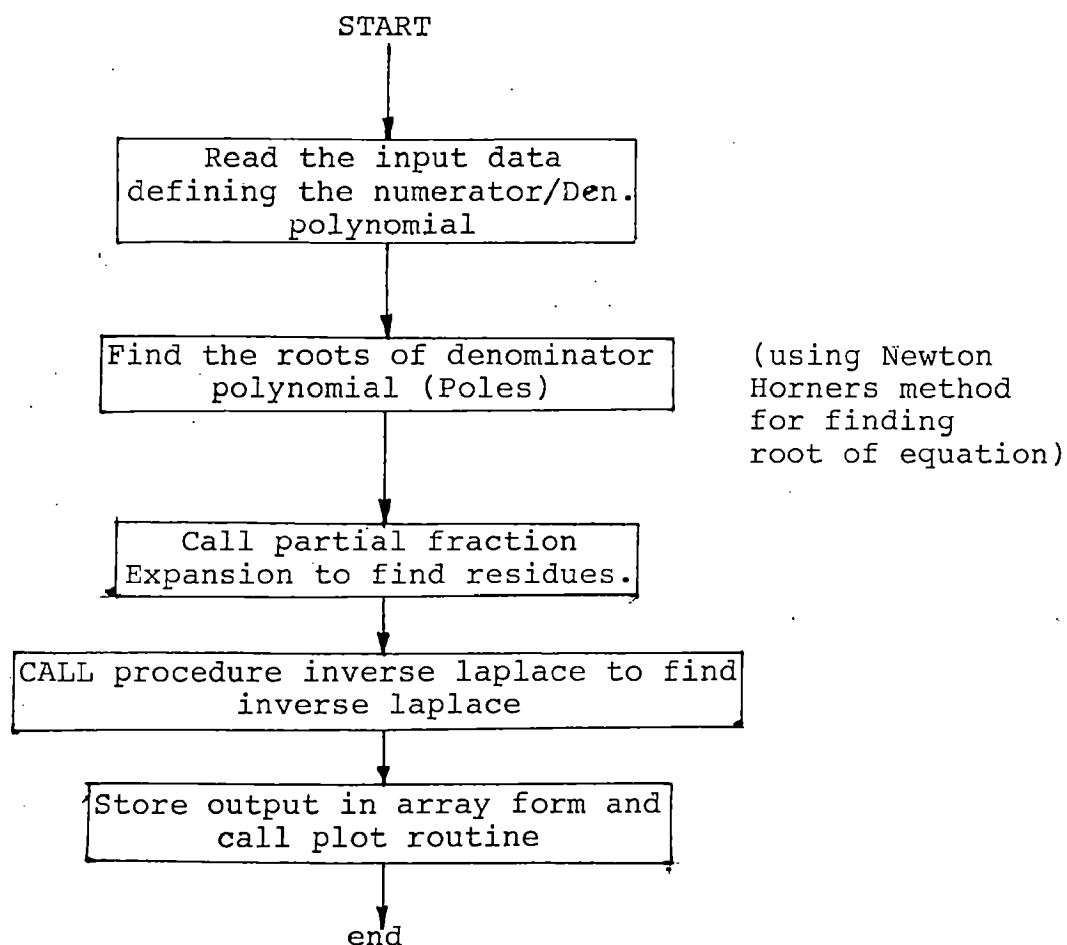 START
Read the input data
defining the numerator/Den.
polynomial
Find the roots of denominator
polynomial (Poles)
(using Newton
Horners method
for finding
root of equation)
Call partial fraction
Expansion to find residues.
CALL procedure inverse laplace to find
inverse laplace
Store output in array form and
call plot routine
end